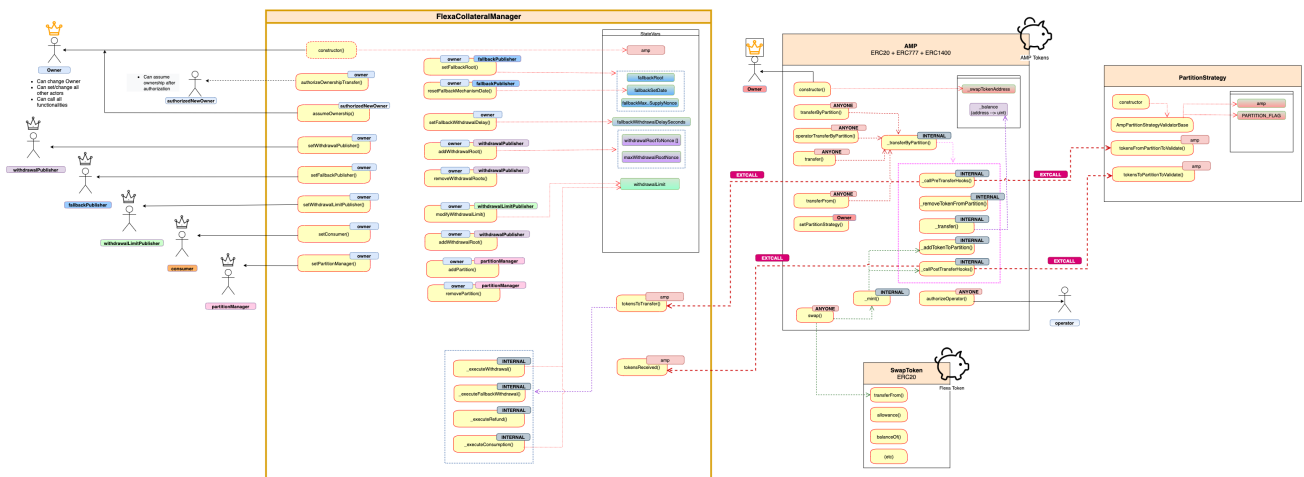 FlexaCollateralManager
Owner
Can change Owner
Can set/change all
other actors
Can call all
functionalities
Can assume
ownership after
authorization
authorizedNewOwner
withdrawalPublisher
fallbackPublisher
withdrawalLimitPublisher
consumer
partitionManager
constructor()
owner
authorizeOwnershipTransfer()
authorizedNewOwner
assumeOwnership()
owner
setWithdrawalPublisher()
owner
setFallbackPublisher()
owner
setWithdrawalLimitPublisher()
owner
setConsumer()
owner
setPartitionManager()
owner
fallbackPublisher
setFallbackRoot()
owner
fallbackPublisher
resetFallbackMechanismDate()
owner
setFallbackWithdrawalDelay()
owner
withdrawalPublisher
addWithdrawalRoot()
owner
withdrawalPublisher
removeWithdrawalRoots()
owner
withdrawalLimitPublisher
modifyWithdrawalLimit()
owner
withdrawalPublisher
addWithdrawalRoot()
owner
partitionManager
addPartition()
owner
partitionManager
removePartition()
INTERNAL
_executeWithdrawal()
INTERNAL
_executeFallbackWithdrawal()
INTERNAL
_executeRefund()
INTERNAL
_executeConsumption()
StateVars
amp
fallbackRoot
fallbackSetDate
fallbackMax_SupplyNonce
fallbackWithdrawalDelaySeconds
withdrawalRootToNonce []
maxWithdrawalRootNonce
withdrawalLimit
amp
tokensToTransfer()
amp
tokensReceived()
EXTCALL
EXTCALL
Owner
AMP
ERC20 + ERC777 + ERC1400
AMP Tokens
constructor()
ANYONE
transferByPartition()
ANYONE
operatorTransferByPartition()
ANYONE
transfer()
ANYONE
transferFrom()
Owner
setPartitionStrategy()
ANYONE
swap()
INTERNAL
_transferByPartition()
_swapTokenAddress
_balance
(address --> uint)
INTERNAL
_callPreTransferHooks()
INTERNAL
_removeTokenFromPartition()
INTERNAL
_transfer()
INTERNAL
_addTokenToPartition()
INTERNAL
_callPostTransferHooks()
INTERNAL
_mint()
ANYONE
authorizeOperator()
operator
EXTCALL
EXTCALL
SwapToken
ERC20
Flexa Token
transferFrom()
allowance()
balanceOf()
PartitionStrategy
constructor
AmpPartitionStrategyValidatorBase
amp
tokensFromPartitionToValidate()
amp
tokensToPartitionToValidator()
amp
PARTITION_FLAG